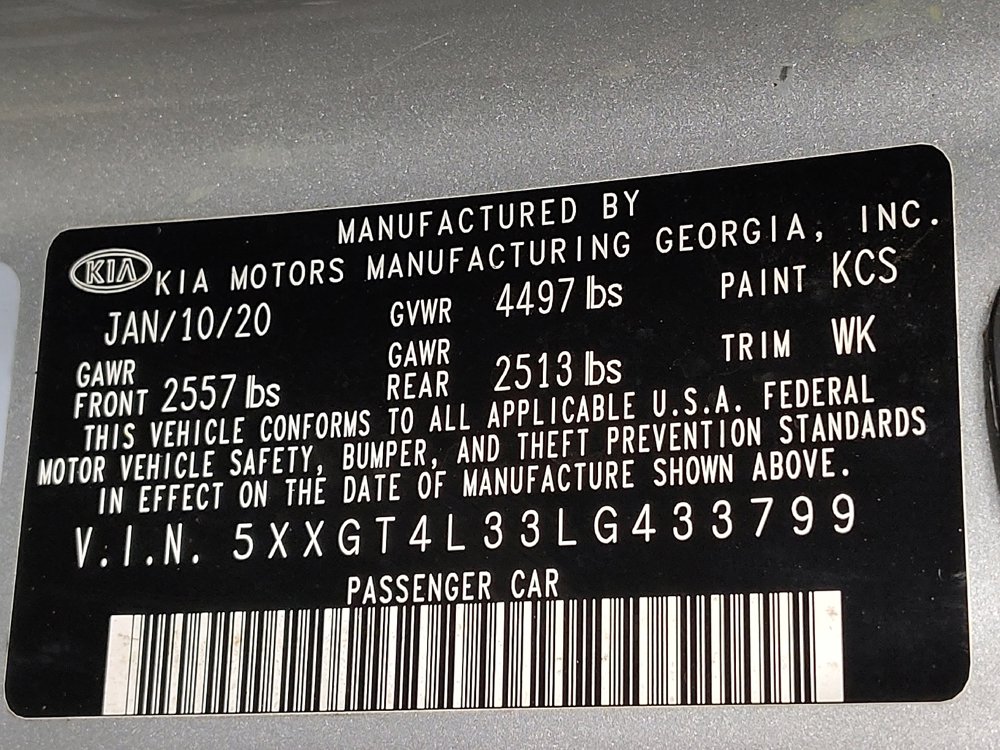 MANUFACTURED BY
KIA KIA MOTORS MANUFACTURING GEORGIA, INC.
JAN/10/20 GVWR 4497 lbs PAINT KCS
GAWR FRONT 2557 lbs GAWR REAR 2513 lbs TRIM WK
THIS VEHICLE CONFORMS TO ALL APPLICABLE U.S.A. FEDERAL
MOTOR VEHICLE SAFETY, BUMPER, AND THEFT PREVENTION STANDARDS
IN EFFECT ON THE DATE OF MANUFACTURE SHOWN ABOVE.
V.I.N. 5XXGT4L33LG433799
PASSENGER CAR